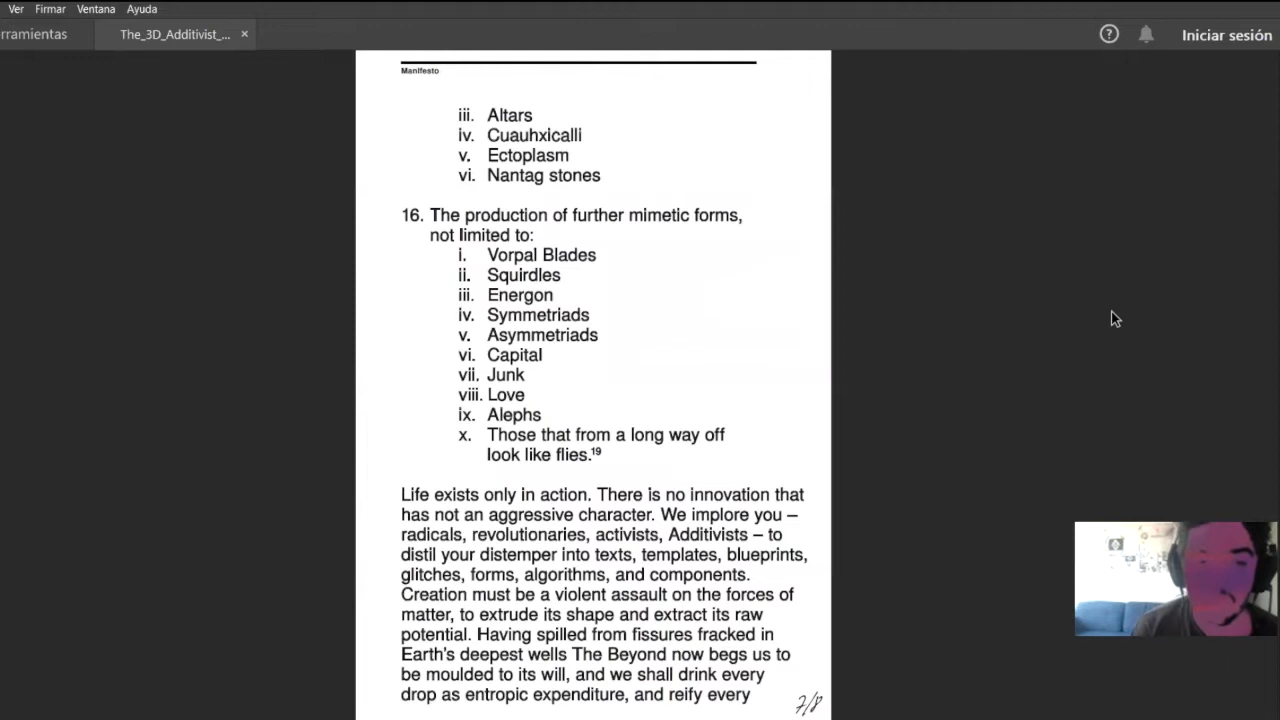 Ver Firmar Ventana Ayuda
rramientas The_3D_Additivist_... × Iniciar sesión
Manifesto
iii. Altars
iv. Cuauhxicalli
v. Ectoplasm
vi. Nantag stones
16. The production of further mimetic forms,
not limited to:
i. Vorpal Blades
ii. Squirdles
iii. Energon
iv. Symmetriads
v. Asymmetriads
vi. Capital
vii. Junk
viii. Love
ix. Alephs
x. Those that from a long way off
look like flies.¹⁹
Life exists only in action. There is no innovation that
has not an aggressive character. We implore you –
radicals, revolutionaries, activists, Additivists – to
distil your distemper into texts, templates, blueprints,
glitches, forms, algorithms, and components.
Creation must be a violent assault on the forces of
matter, to extrude its shape and extract its raw
potential. Having spilled from fissures fracked in
Earth's deepest wells The Beyond now begs us to
be moulded to its will, and we shall drink every
drop as entropic expenditure, and reify every
7/8